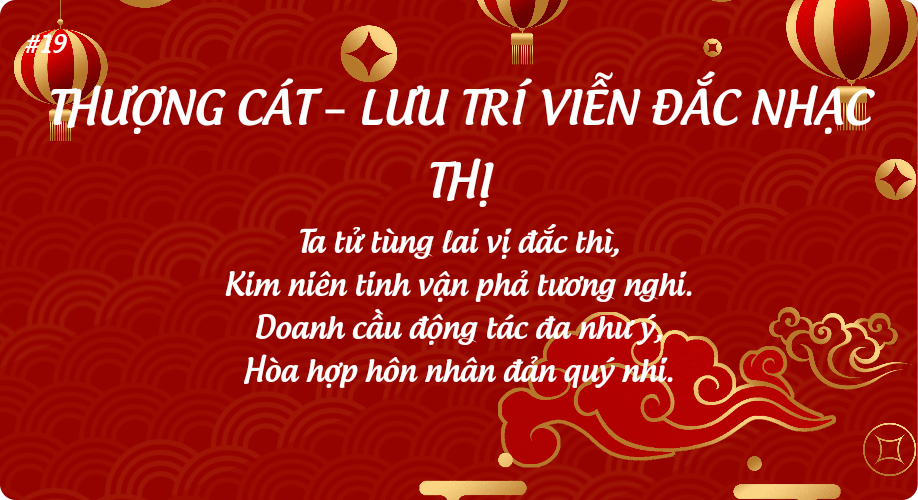 #19
THƯỢNG CÁT – LƯU TRÍ VIỄN ĐẮC NHẠC
THỊ
Ta tử tùng lai vị đắc thì,
Kim niên tinh vận phả tương nghi.
Doanh cầu động tác đa như ý,
Hòa hợp hôn nhân đản quý nhi.